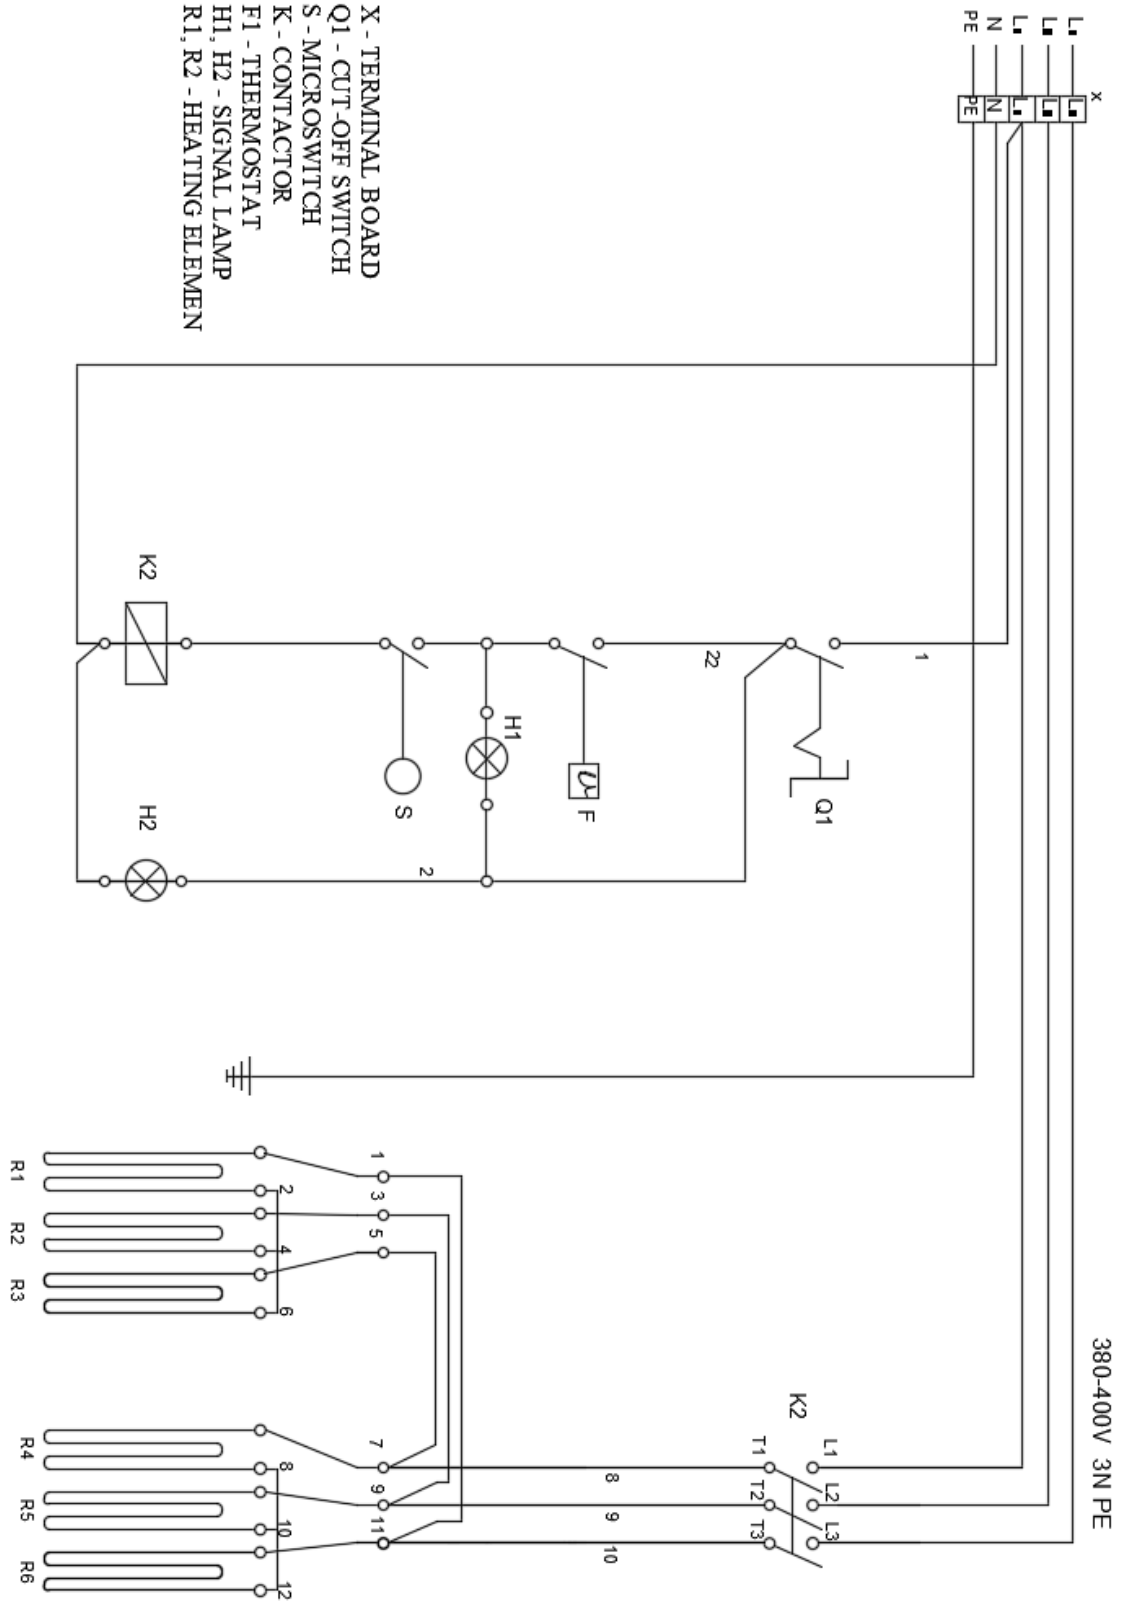 380-400V 3N PE
L.
L.
L.
N
PE
X
L.
L.
L.
N
PE
1
Q1
22
F
H1
S
2
K2
H2
K2
L1
L2
L3
T1
T2
T3
8
9
10
1
3
5
7
9
11
2
4
6
8
10
12
R1
R2
R3
R4
R5
R6
X - TERMINAL BOARD
Q1 - CUT-OFF SWITCH
S - MICROSWITCH
K - CONTACTOR
F1 - THERMOSTAT
H1, H2 - SIGNAL LAMP
R1, R2 - HEATING ELEMEN